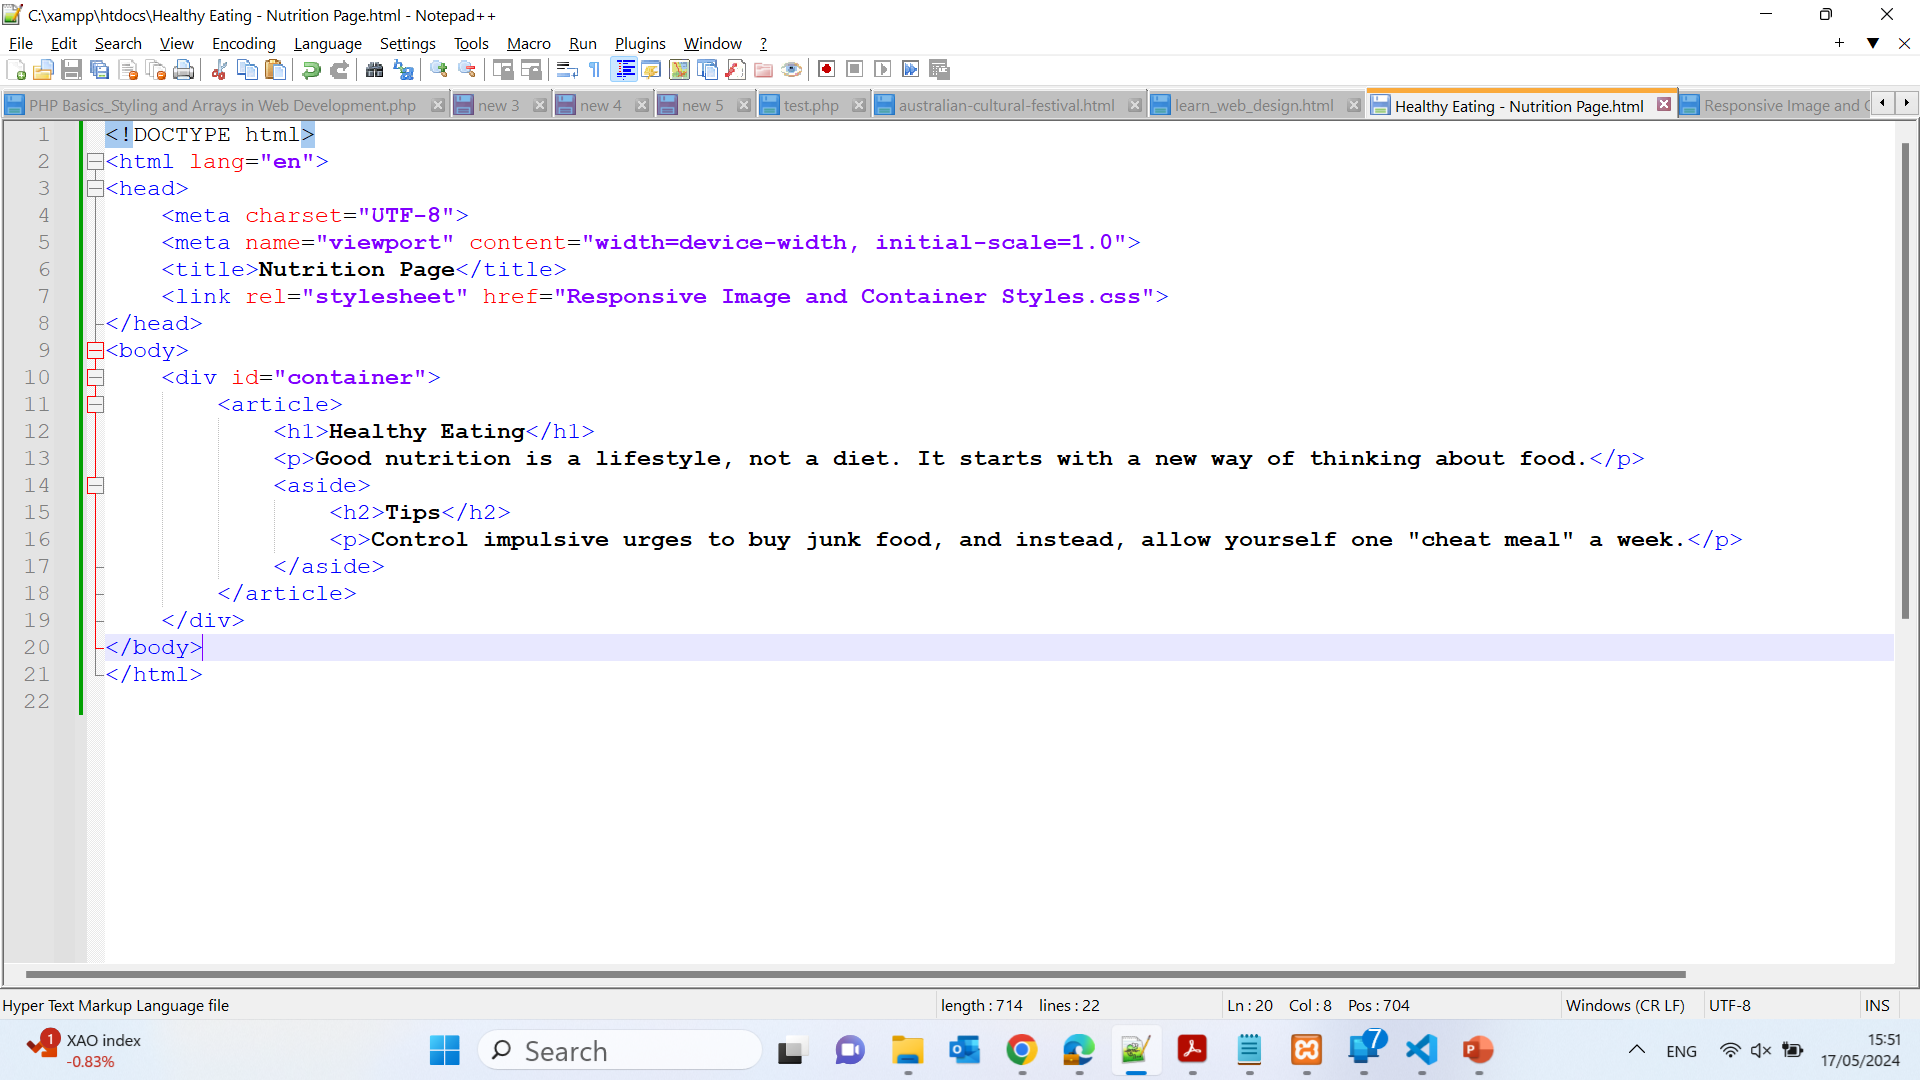 C:\xampp\htdocs\Healthy Eating - Nutrition Page.html - Notepad++
File Edit Search View Encoding Language Settings Tools Macro Run Plugins Window ?
PHP Basics_Styling and Arrays in Web Development.php new 3 new 4 new 5 test.php australian-cultural-festival.html learn_web_design.html Healthy Eating - Nutrition Page.html Responsive Image and C
1 <!DOCTYPE html>
2 <html lang="en">
3 <head>
4 <meta charset="UTF-8">
5 <meta name="viewport" content="width=device-width, initial-scale=1.0">
6 <title>Nutrition Page</title>
7 <link rel="stylesheet" href="Responsive Image and Container Styles.css">
8 </head>
9 <body>
10 <div id="container">
11 <article>
12 <h1>Healthy Eating</h1>
13 <p>Good nutrition is a lifestyle, not a diet. It starts with a new way of thinking about food.</p>
14 <aside>
15 <h2>Tips</h2>
16 <p>Control impulsive urges to buy junk food, and instead, allow yourself one "cheat meal" a week.</p>
17 </aside>
18 </article>
19 </div>
20 </body>
21 </html>
22
Hyper Text Markup Language file length : 714 lines : 22 Ln : 20 Col : 8 Pos : 704 Windows (CR LF) UTF-8 INS
1 XAO index
-0.83%
Search
7
ENG
15:51
17/05/2024